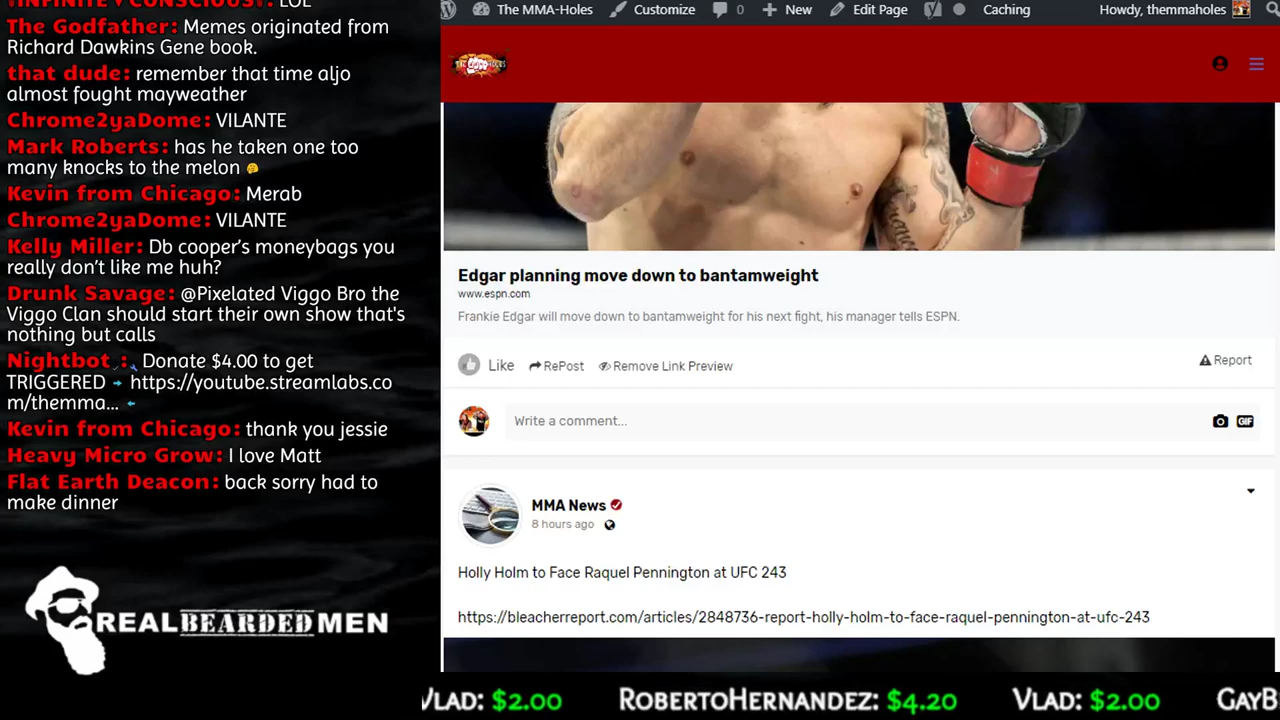 !INFINITE CONSCIOUS!: LOL
The Godfather: Memes originated from
Richard Dawkins Gene book.
that dude: remember that time aljo
almost fought mayweather
Chrome2yaDome: VILANTE
Mark Roberts: has he taken one too
many knocks to the melon
Kevin from Chicago: Merab
Chrome2yaDome: VILANTE
Kelly Miller: Db cooper's moneybags you
really don't like me huh?
Drunk Savage: @Pixelated Viggo Bro the
Viggo Clan should start their own show that's
nothing but calls
Nightbot : Donate $4.00 to get
TRIGGERED https://youtube.streamlabs.co
m/themma...
Kevin from Chicago: thank you jessie
Heavy Micro Grow: I love Matt
Flat Earth Deacon: back sorry had to
make dinner
REALBEARDEDMEN
The MMA-Holes Customize 0 New Edit Page Caching Howdy, themmaholes
Edgar planning move down to bantamweight
www.espn.com
Frankie Edgar will move down to bantamweight for his next fight, his manager tells ESPN.
Like RePost Remove Link Preview Report
Write a comment... GIF
MMA News
8 hours ago
Holly Holm to Face Raquel Pennington at UFC 243
https://bleacherreport.com/articles/2848736-report-holly-holm-to-face-raquel-pennington-at-ufc-243
VLAD: $2.00 ROBERTOHERNANDEZ: $4.20 VLAD: $2.00 GAYB